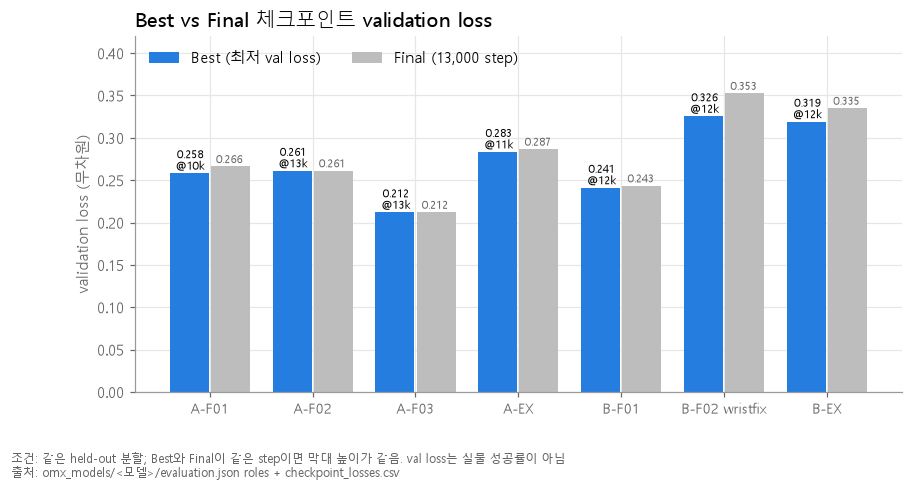 Best vs Final 체크포인트 validation loss
Best (최저 val loss)
Final (13,000 step)
validation loss (무차원)
0.40
0.35
0.30
0.25
0.20
0.15
0.10
0.05
0.00
0.258
@10k
0.266
0.261
@13k
0.261
0.212
@13k
0.212
0.283
@11k
0.287
0.241
@12k
0.243
0.326
@12k
0.353
0.319
@12k
0.335
A-F01
A-F02
A-F03
A-EX
B-F01
B-F02 wristfix
B-EX
조건: 같은 held-out 분할; Best와 Final이 같은 step이면 막대 높이가 같음. val loss는 실물 성공률이 아님
출처: omx_models/<모델>/evaluation.json roles + checkpoint_losses.csv